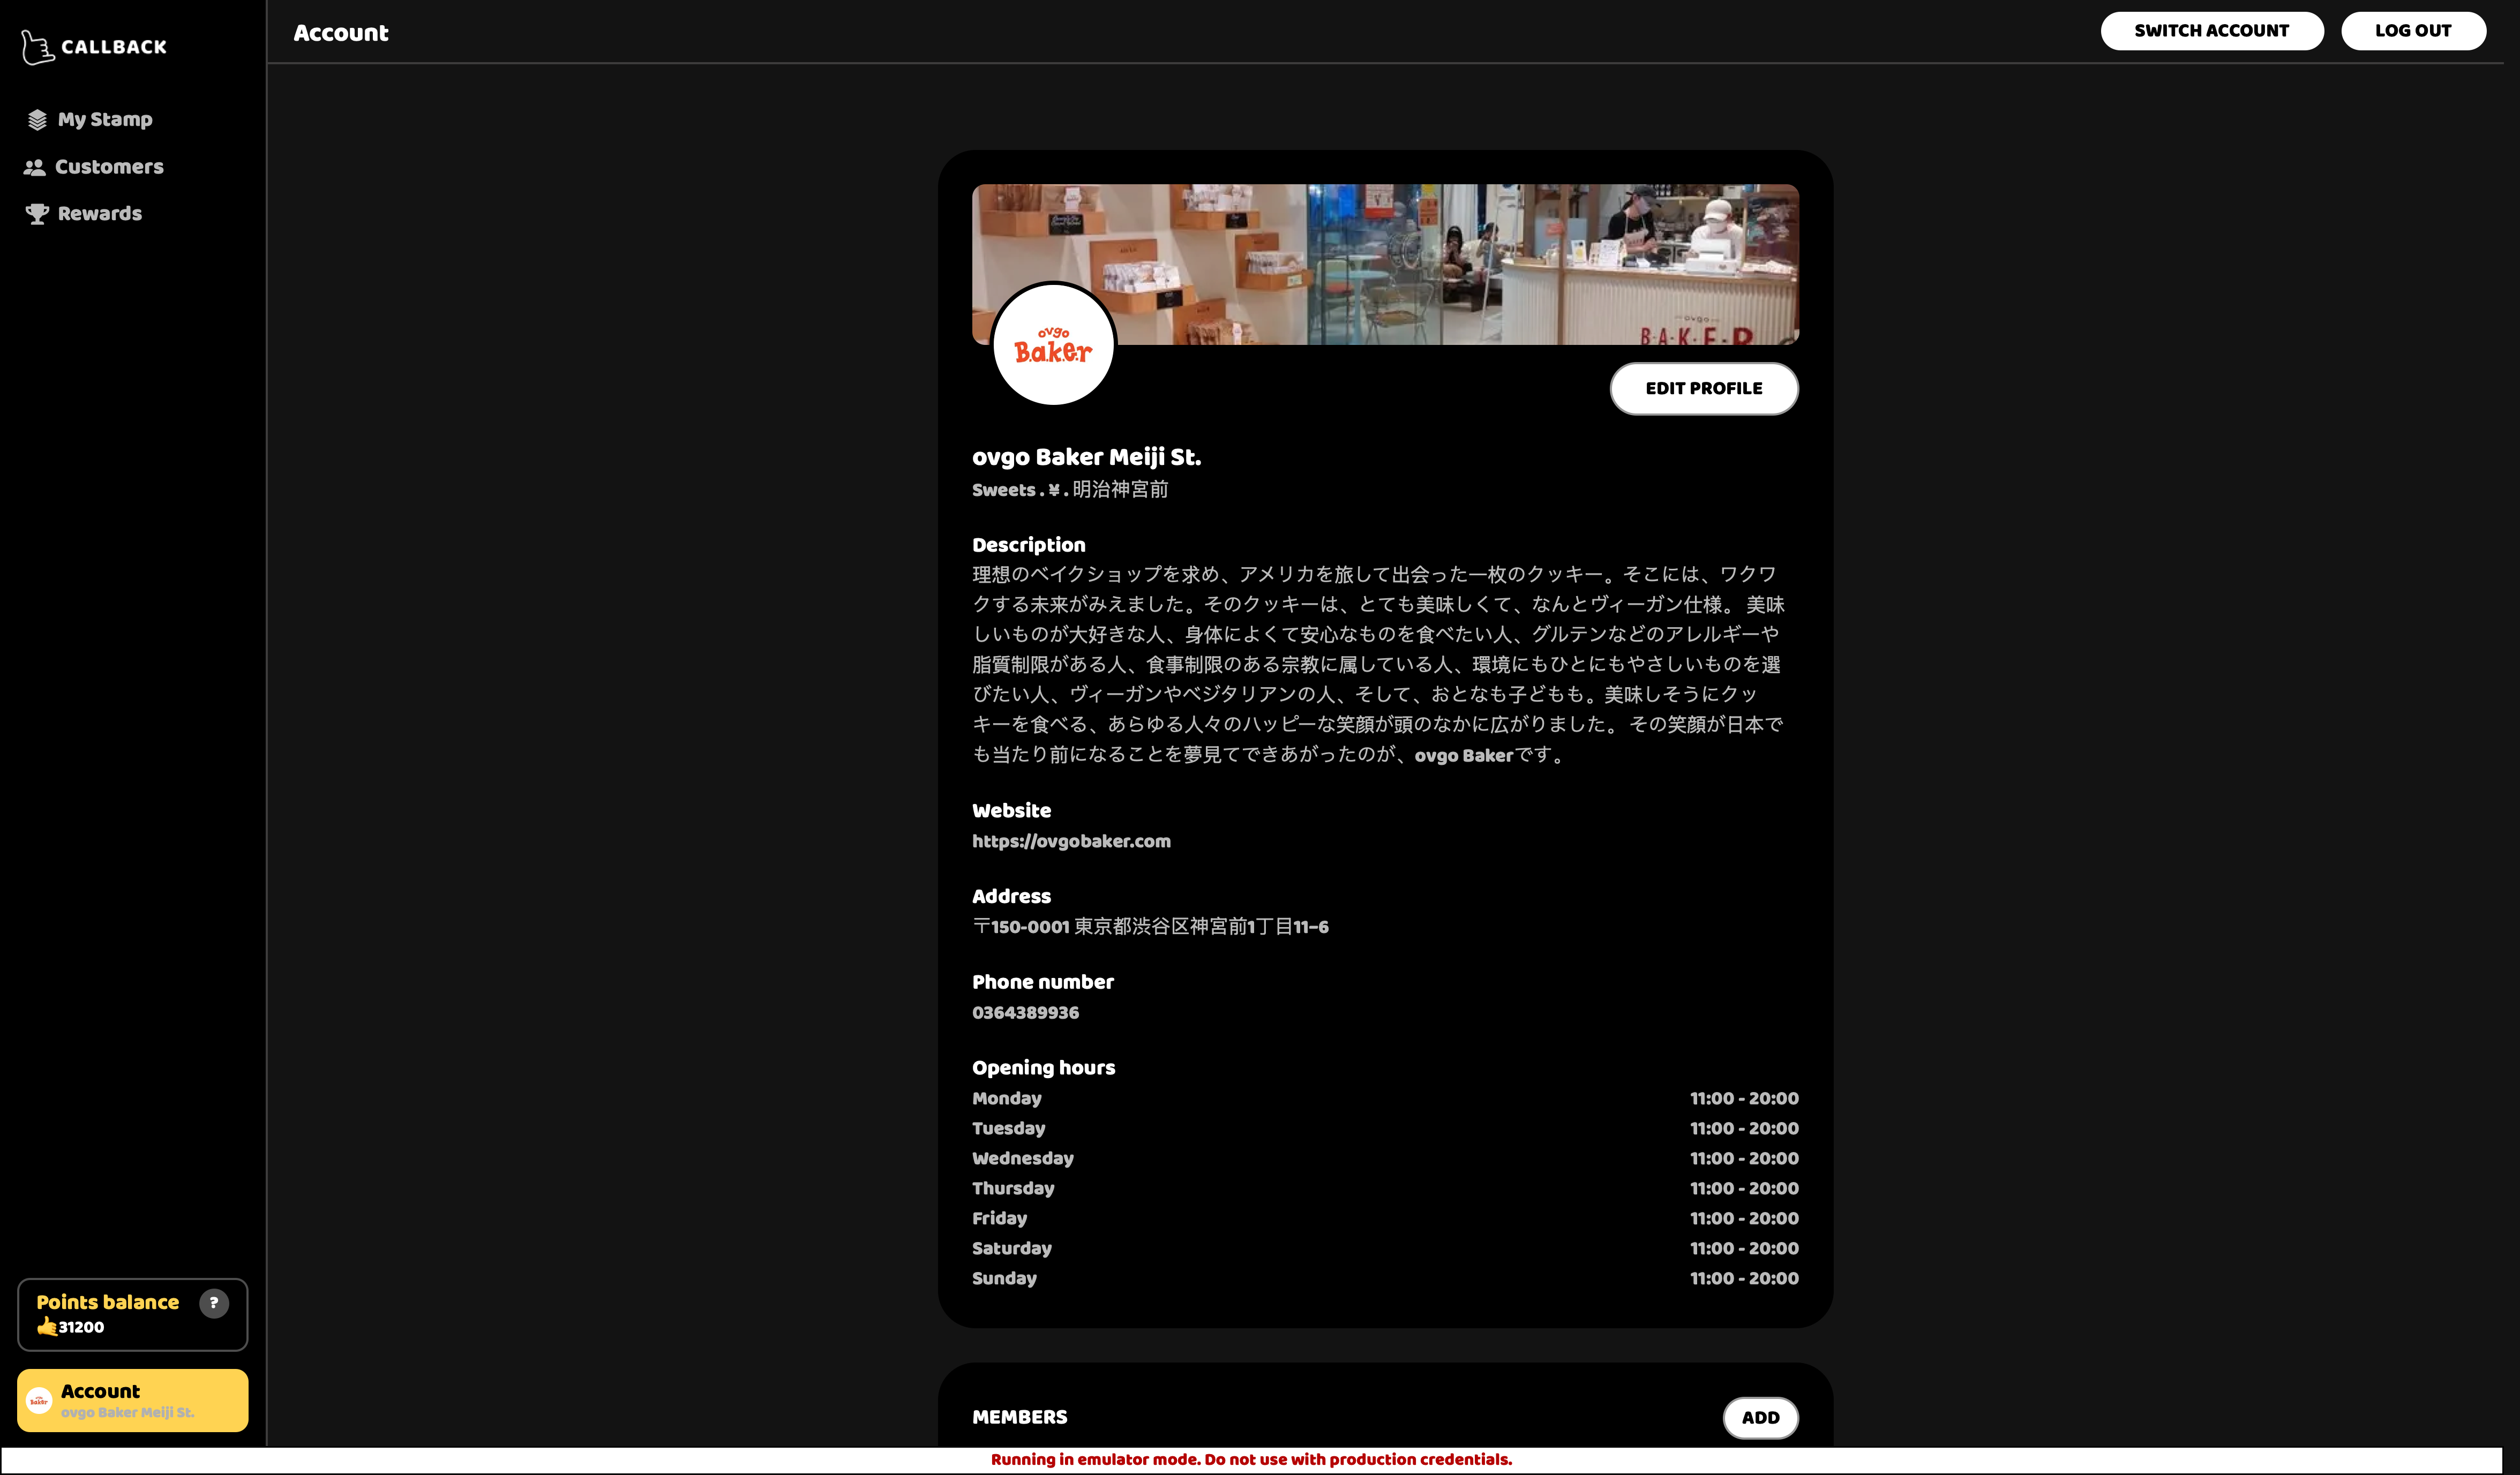 CALLBACK
Account
SWITCH ACCOUNT
LOG OUT
My Stamp
Customers
Rewards
ovgo
B.A.K.E.R
ovgo
B.a.k.e.r
EDIT PROFILE
ovgo Baker Meiji St.
Sweets . ¥ . 明治神宮前
Description
理想のベイクショップを求め、アメリカを旅して出会った一枚のクッキー。そこには、ワクワ
クする未来がみえました。そのクッキーは、とても美味しくて、なんとヴィーガン仕様。 美味
しいものが大好きな人、身体によくて安心なものを食べたい人、グルテンなどのアレルギーや
脂質制限がある人、食事制限のある宗教に属している人、環境にもひとにもやさしいものを選
びたい人、ヴィーガンやベジタリアンの人、そして、おとなも子どもも。美味しそうにクッ
キーを食べる、あらゆる人々のハッピーな笑顔が頭のなかに広がりました。 その笑顔が日本で
も当たり前になることを夢見てできあがったのが、ovgo Bakerです。
Website
https://ovgobaker.com
Address
〒150-0001 東京都渋谷区神宮前1丁目11−6
Phone number
0364389936
Opening hours
Monday 11:00 - 20:00
Tuesday 11:00 - 20:00
Wednesday 11:00 - 20:00
Thursday 11:00 - 20:00
Friday 11:00 - 20:00
Saturday 11:00 - 20:00
Sunday 11:00 - 20:00
MEMBERS
ADD
Points balance
?
31200
Account
ovgo Baker Meiji St.
Running in emulator mode. Do not use with production credentials.